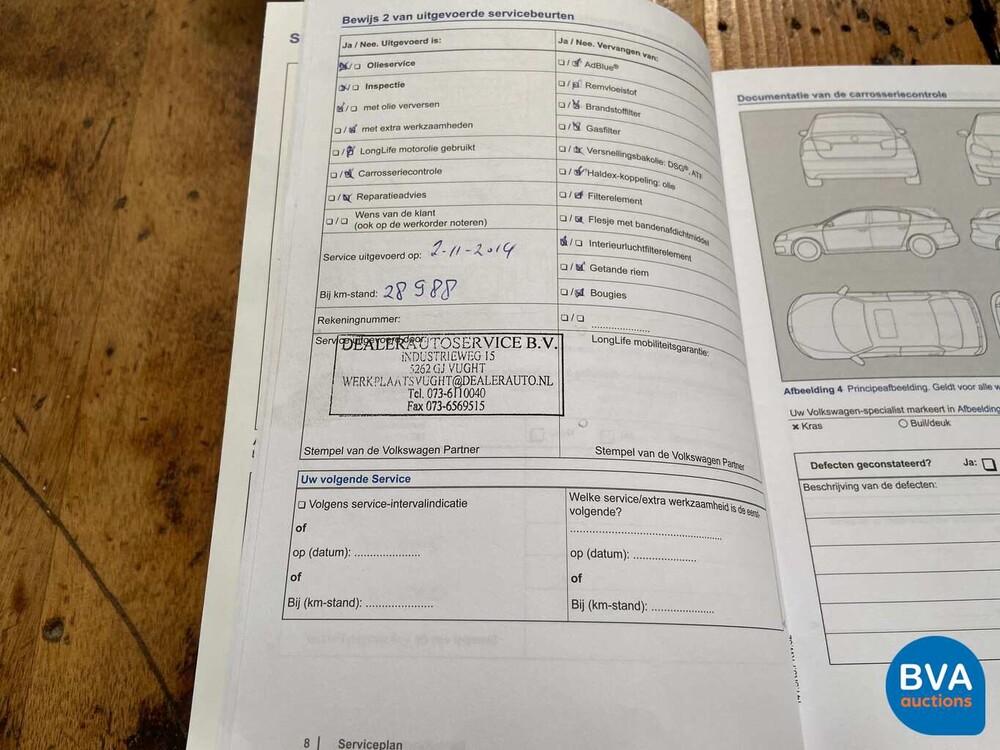 Bewijs 2 van uitgevoerde servicebeurten
Ja / Nee. Uitgevoerd is:
☒/☐ Olieservice
☒/☐ Inspectie
☒/☐ met olie verversen
☐/☒ met extra werkzaamheden
☐/☒ LongLife motorolie gebruikt
☐/☒ Carrosseriecontrole
☐/☒ Reparatieadvies
☐/☐ Wens van de klant
(ook op de werkorder noteren)
Service uitgevoerd op: 2-11-2014
Bij km-stand: 28988
Rekeningnummer:
Service uitgevoerd door:
DEALERAUTOSERVICE B.V.
INDUSTRIEWEG 15
5262 GJ VUGHT
WERKPLAATSVUGHT@DEALERAUTO.NL
Tel. 073-6110040
Fax 073-6569515
Stempel van de Volkswagen Partner
Ja / Nee. Vervangen van:
☐/☒ AdBlue®
☐/☒ Remvloeistof
☐/☒ Brandstoffilter
☐/☒ Gasfilter
☐/☒ Versnellingsbakolie: DSG®, ATF
☐/☒ Haldex-koppeling: olie
☐/☒ Filterelement
☐/☒ Flesje met bandenafdichtmiddel
☒/☐ Interieurluchtfilterelement
☐/☒ Getande riem
☐/☒ Bougies
☐/☐ ....................
LongLife mobiliteitsgarantie:
Stempel van de Volkswagen Partner
Uw volgende Service
☐ Volgens service-intervalindicatie
of
op (datum): ....................
of
Bij (km-stand): ....................
Welke service/extra werkzaamheid is de eerst-
volgende?
........................................
op (datum): ....................
of
Bij (km-stand): ....................
8 | Serviceplan
Documentatie van de carrosseriecontrole
Afbeelding 4 Principeafbeelding. Geldt voor alle
Uw Volkswagen-specialist markeert in Afbeelding
× Kras ○ Buil/deuk
Defecten geconstateerd? Ja: ☐
Beschrijving van de defecten:
BVA
auctions